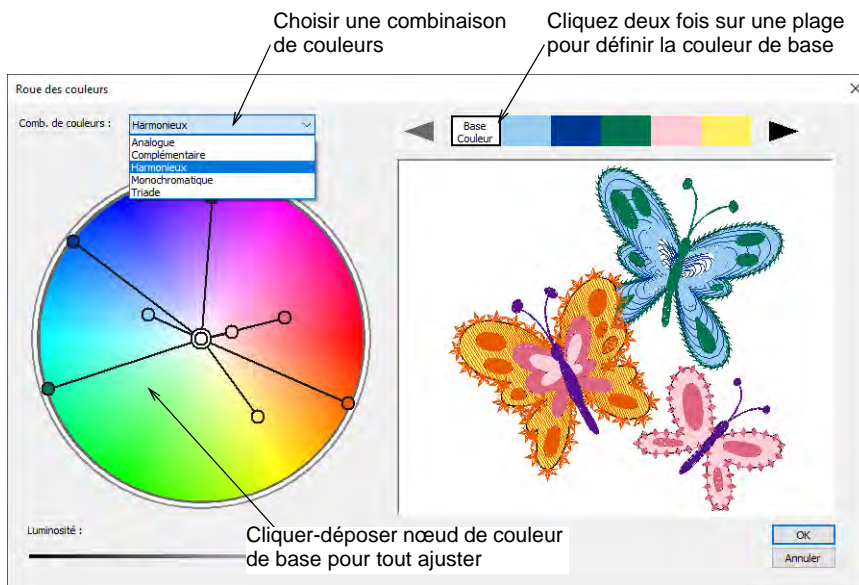 Choisir une combinaison
de couleurs
Cliquez deux fois sur une plage
pour définir la couleur de base
Roue des couleurs
Comb. de couleurs :
Harmonieux
Analogue
Complémentaire
Harmonieux
Monochromatique
Triade
Base
Couleur
Luminosité :
Cliquer-déposer nœud de couleur
de base pour tout ajuster
OK
Annuler